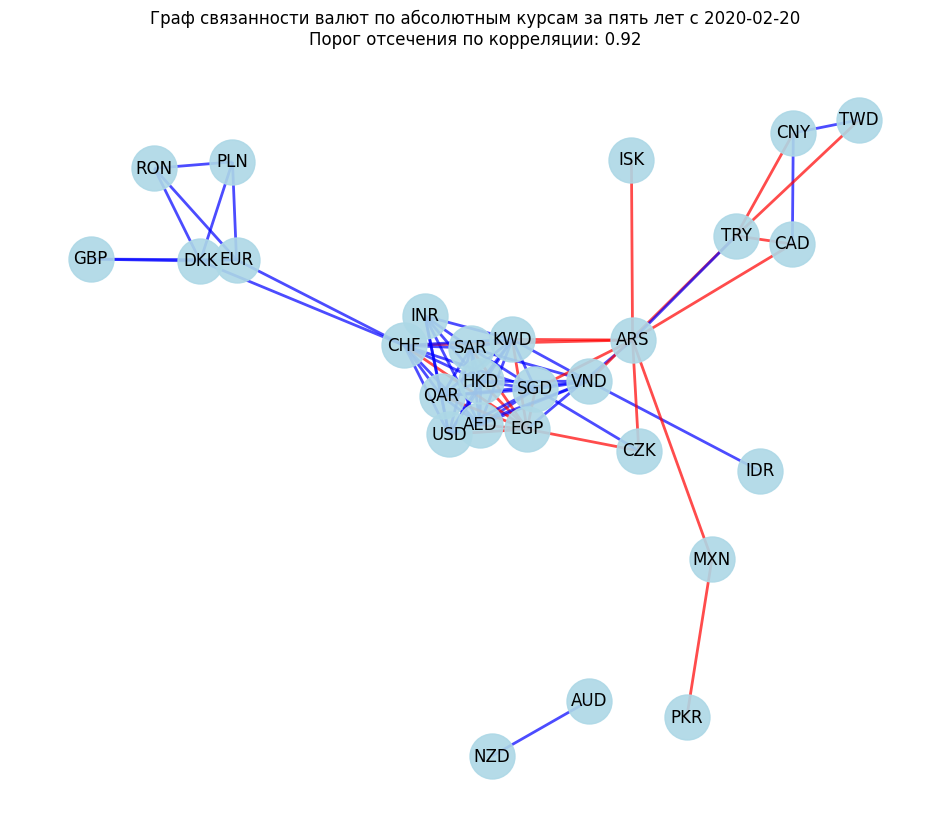 Граф связанности валют по абсолютным курсам за пять лет с 2020-02-20
Порог отсечения по корреляции: 0.92
TWD
CNY
ISK
PLN
RON
TRY
CAD
GBP
DKK
EUR
INR
CHF
SAR
KWD
ARS
HKD
VND
SGD
QAR
AED
EGP
USD
CZK
IDR
MXN
AUD
PKR
NZD